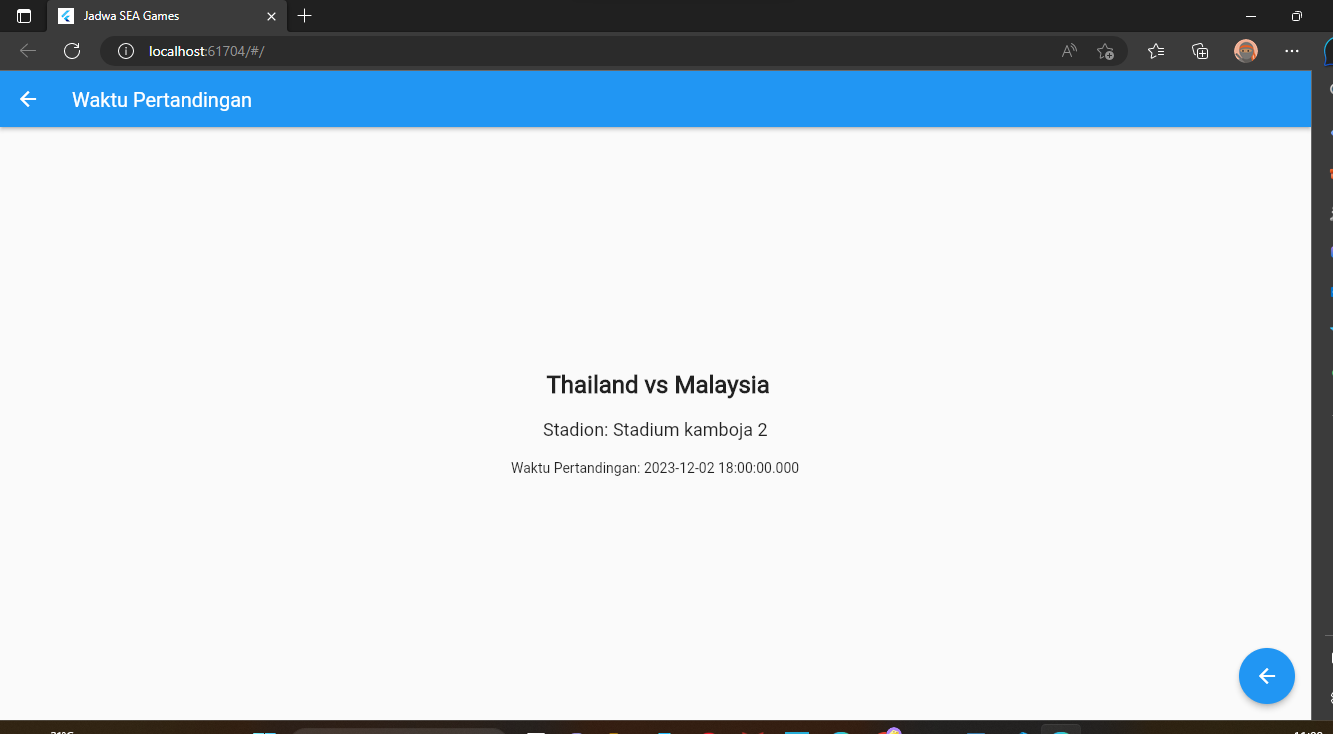 Jadwa SEA Games
localhost:61704/#/
Waktu Pertandingan
Thailand vs Malaysia
Stadion: Stadium kamboja 2
Waktu Pertandingan: 2023-12-02 18:00:00.000